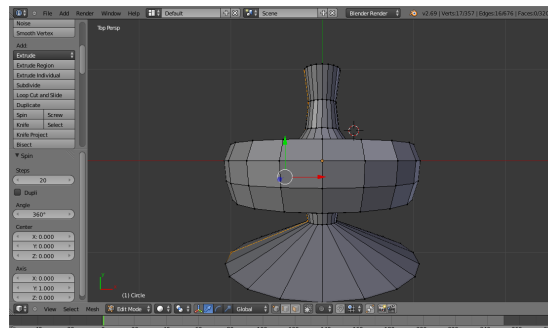 File Add Render Window Help Default Scene Blender Render v2.69 | Verts:17/357 | Edges:16/676 | Faces:0/320
Noise
Smooth Vertex
Top Persp
Add:
Extrude
Extrude Region
Extrude Individual
Subdivide
Loop Cut and Slide
Duplicate
Spin Screw
Knife Select
Knife Project
Bisect
Spin
Steps
20
Dupli
Angle
360°
Center
X: 0.000
Y: 0.000
Z: 0.000
Axis
X: 0.000
Y: 1.000
Z: 0.000
(1) Circle
View Select Mesh Edit Mode Global